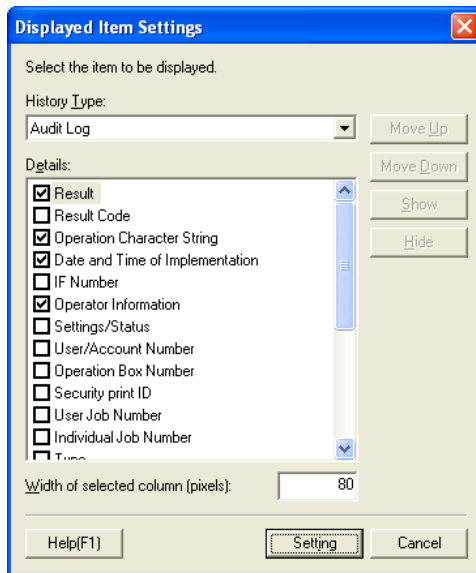 Displayed Item Settings
Select the item to be displayed.
History Type:
Audit Log
Move Up
Details:
Move Down
Show
Hide
Result
Result Code
Operation Character String
Date and Time of Implementation
IF Number
Operator Information
Settings/Status
User/Account Number
Operation Box Number
Security print ID
User Job Number
Individual Job Number
Width of selected column (pixels):
80
Help(F1)
Setting
Cancel